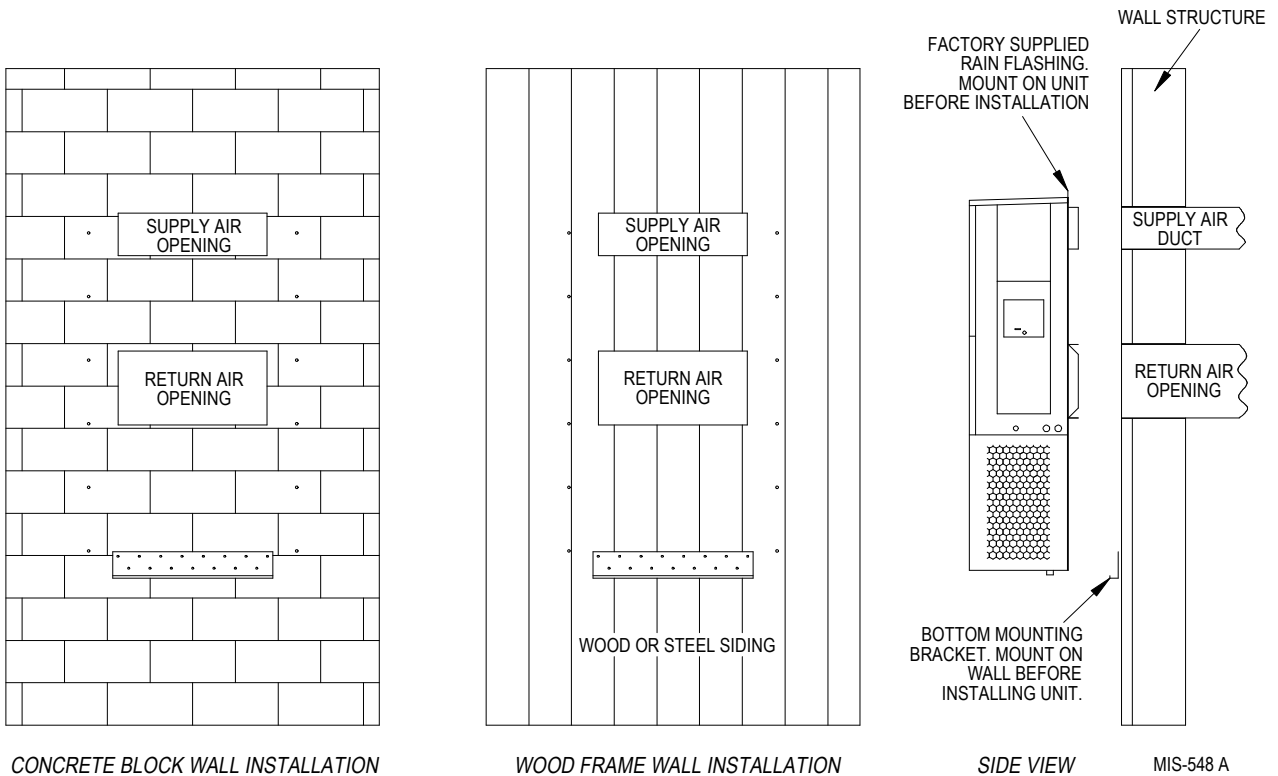 WALL STRUCTURE
FACTORY SUPPLIED
RAIN FLASHING.
MOUNT ON UNIT
BEFORE INSTALLATION
SUPPLY AIR
OPENING
SUPPLY AIR
OPENING
SUPPLY AIR
DUCT
RETURN AIR
OPENING
RETURN AIR
OPENING
RETURN AIR
OPENING
WOOD OR STEEL SIDING
BOTTOM MOUNTING
BRACKET. MOUNT ON
WALL BEFORE
INSTALLING UNIT.
CONCRETE BLOCK WALL INSTALLATION
WOOD FRAME WALL INSTALLATION
SIDE VIEW
MIS-548 A